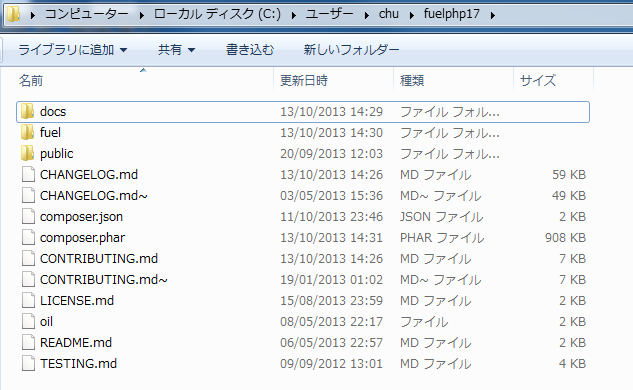 コンピューター ▸ ローカル ディスク (C:) ▸ ユーザー ▸ chu ▸ fuelphp17 ▸
ライブラリに追加 ▼ 共有 ▼ 書き込む 新しいフォルダー
名前 更新日時 種類 サイズ
docs 13/10/2013 14:29 ファイル フォル...
fuel 13/10/2013 14:30 ファイル フォル...
public 20/09/2013 12:03 ファイル フォル...
CHANGELOG.md 13/10/2013 14:26 MD ファイル 59 KB
CHANGELOG.md~ 03/05/2013 15:36 MD~ ファイル 49 KB
composer.json 11/10/2013 23:46 JSON ファイル 2 KB
composer.phar 13/10/2013 14:31 PHAR ファイル 908 KB
CONTRIBUTING.md 13/10/2013 14:26 MD ファイル 7 KB
CONTRIBUTING.md~ 19/01/2013 01:02 MD~ ファイル 7 KB
LICENSE.md 15/08/2013 23:59 MD ファイル 2 KB
oil 08/05/2013 22:17 ファイル 2 KB
README.md 06/05/2013 22:57 MD ファイル 2 KB
TESTING.md 09/09/2012 13:01 MD ファイル 4 KB